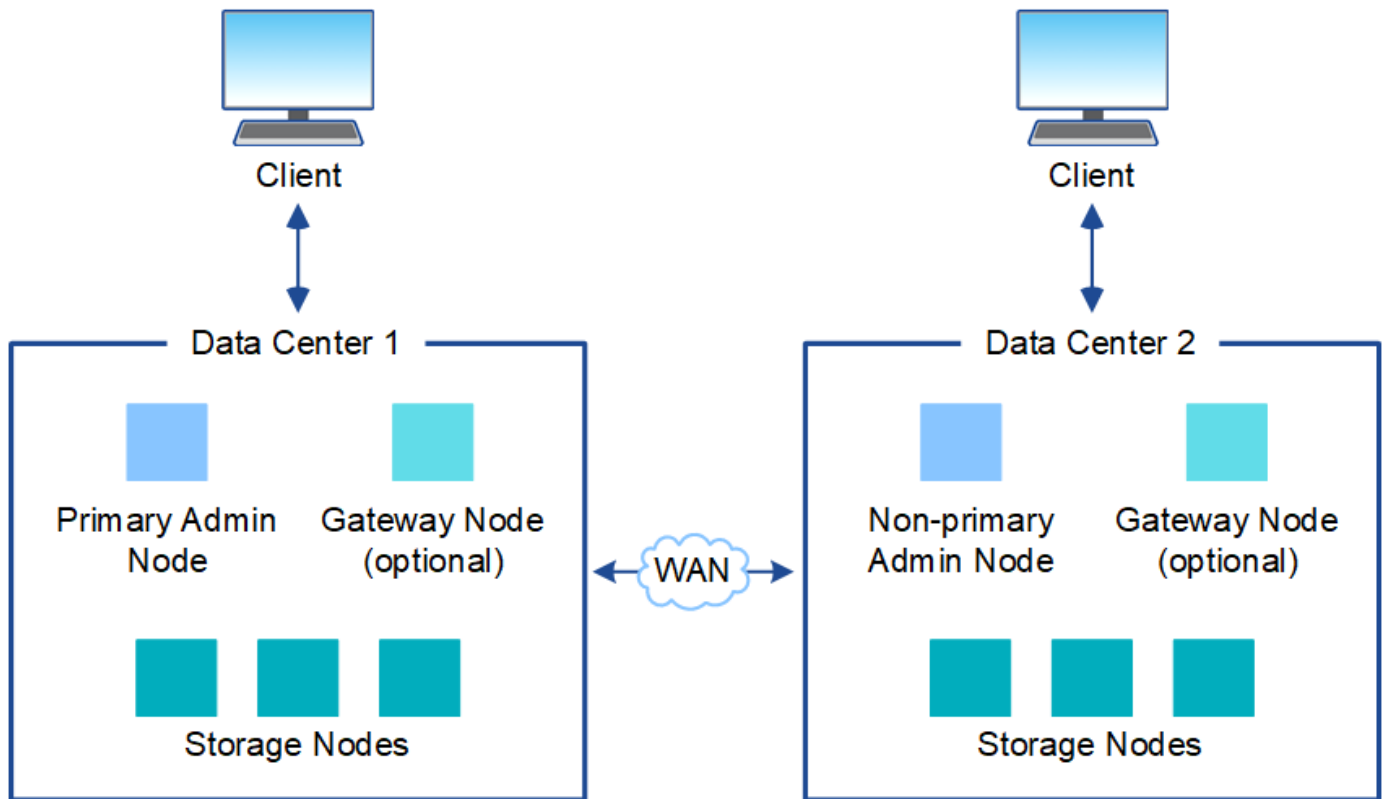 Client
Client
Data Center 1
Data Center 2
Primary Admin
Node
Gateway Node
(optional)
Non-primary
Admin Node
Gateway Node
(optional)
WAN
Storage Nodes
Storage Nodes